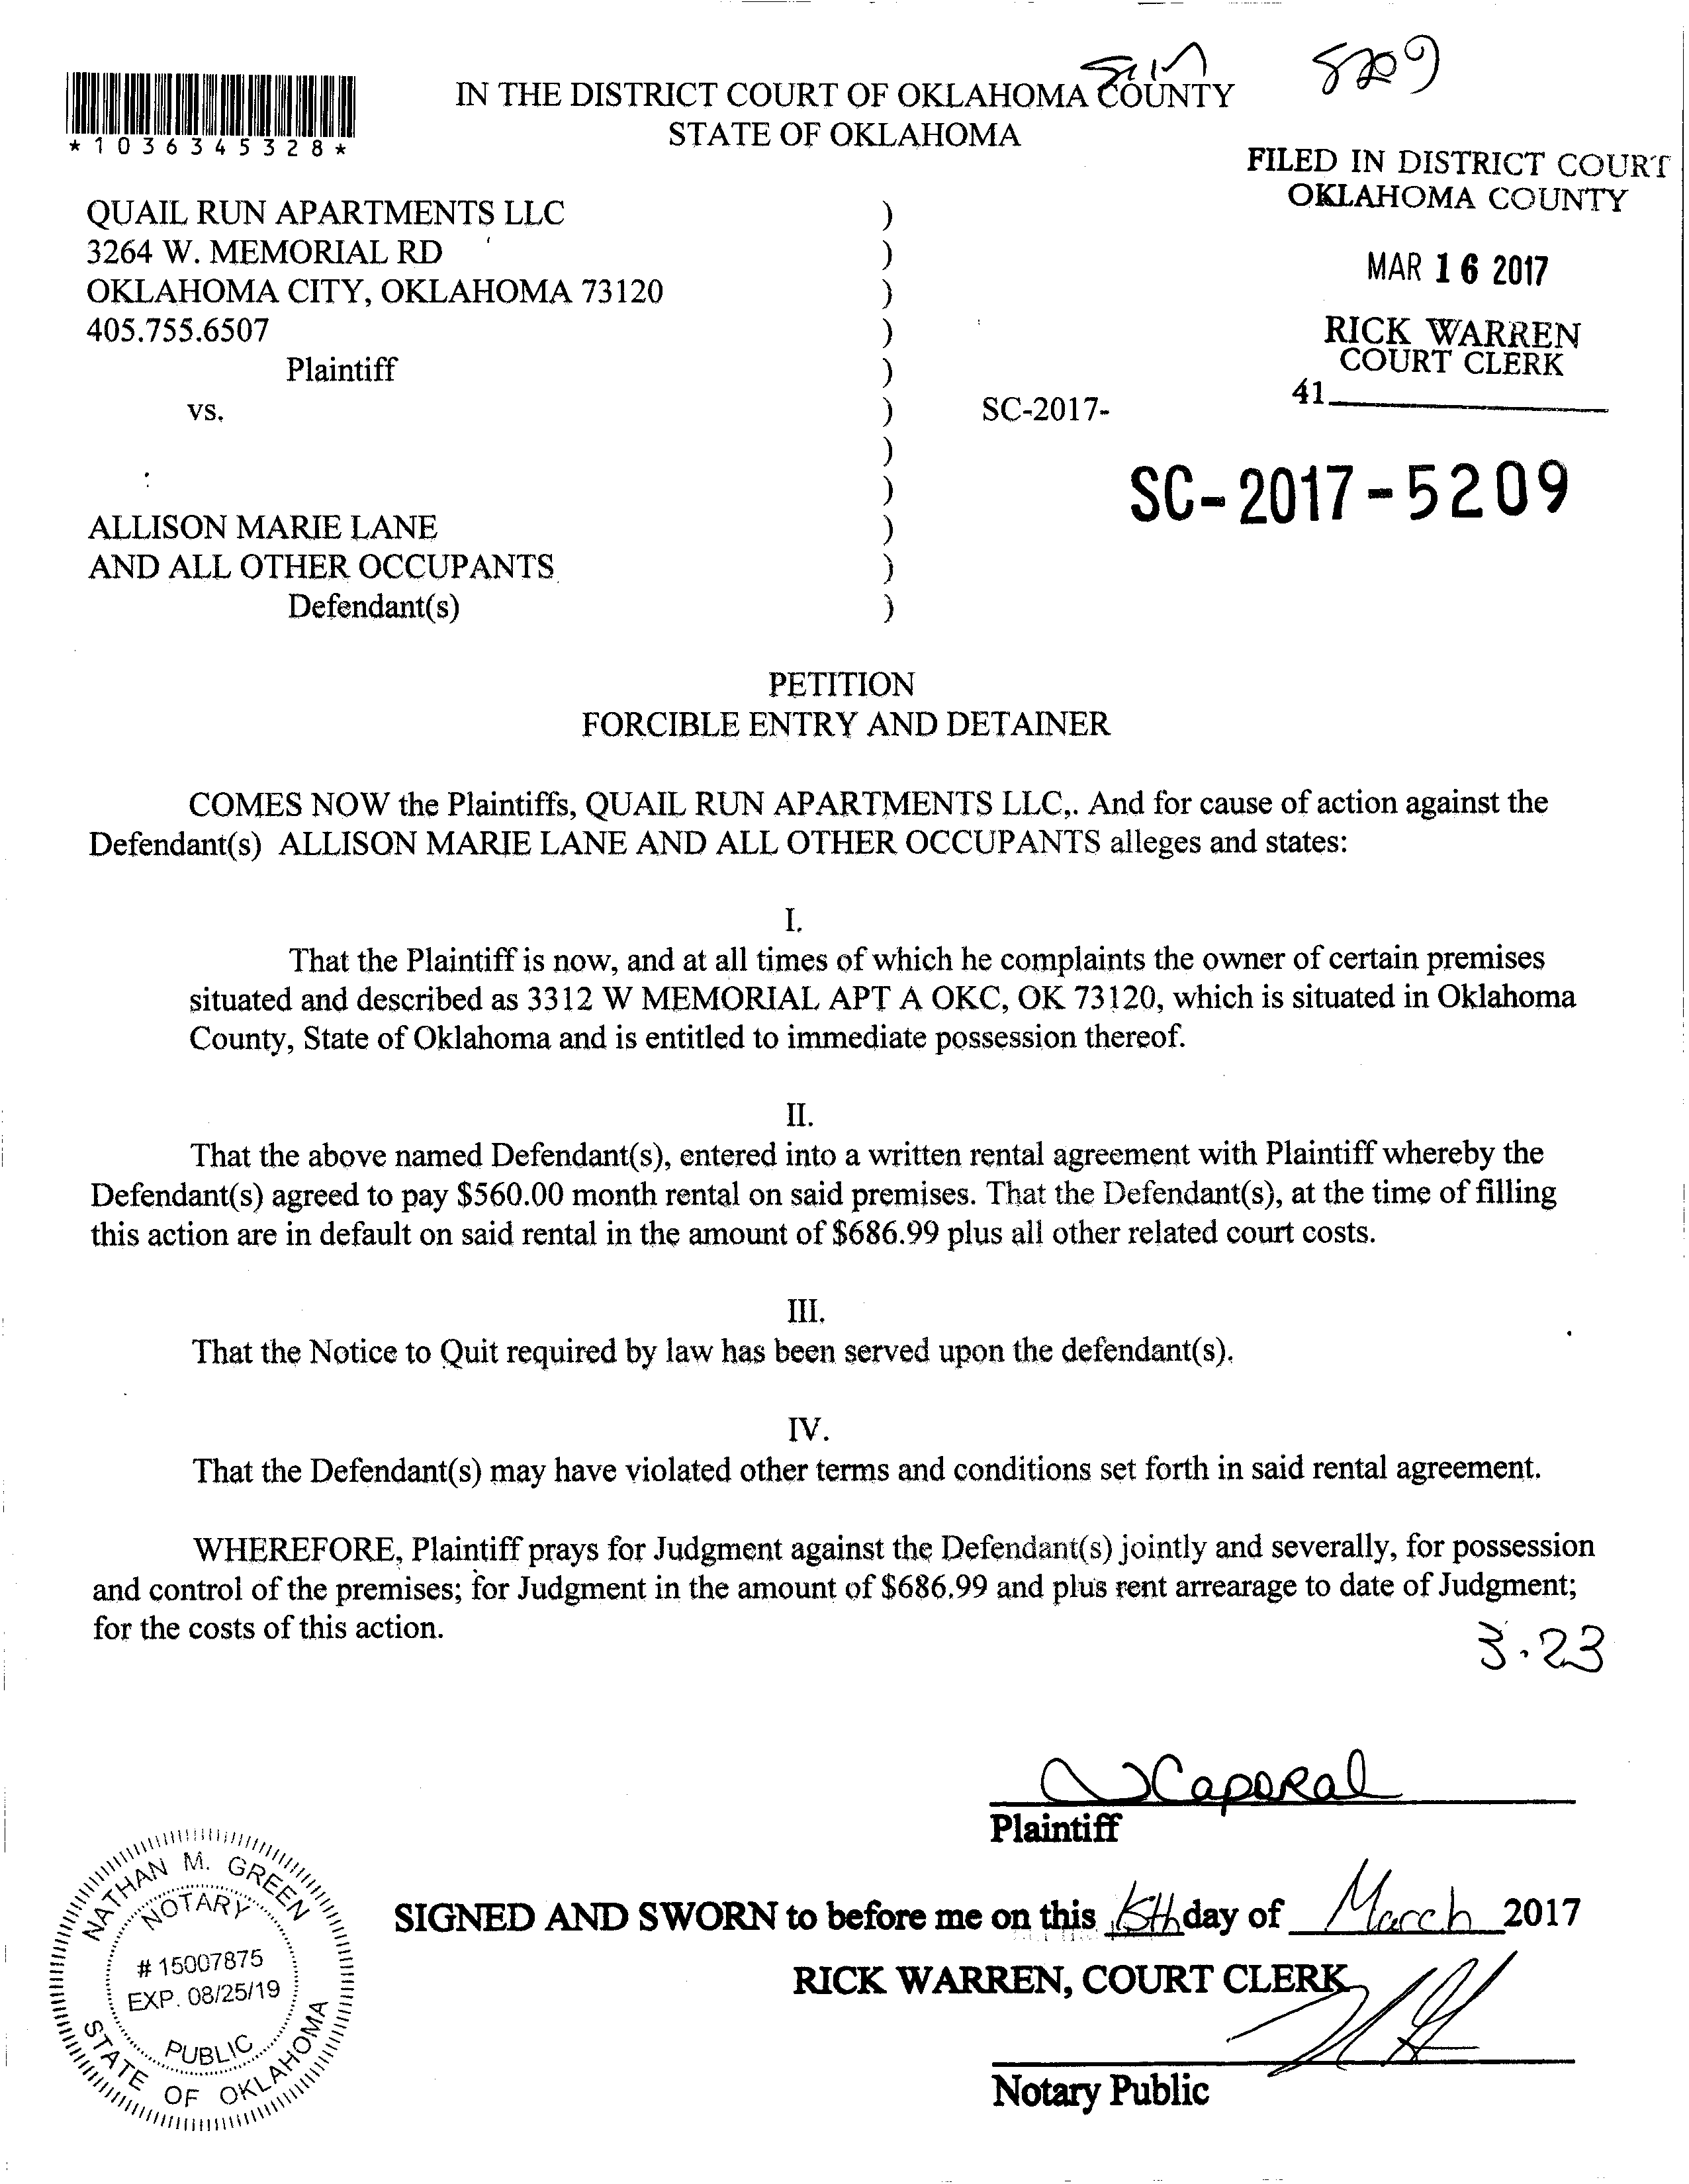 5209
IN THE DISTRICT COURT OF OKLAHOMA COUNTY
STATE OF OKLAHOMA
*1036345328*
FILED IN DISTRICT COURT
OKLAHOMA COUNTY
MAR 16 2017
RICK WARREN
COURT CLERK
41
QUAIL RUN APARTMENTS LLC )
3264 W. MEMORIAL RD )
OKLAHOMA CITY, OKLAHOMA 73120 )
405.755.6507 )
Plaintiff )
vs. ) SC-2017-
)
) SC-2017-5209
ALLISON MARIE LANE )
AND ALL OTHER OCCUPANTS )
Defendant(s) )
PETITION
FORCIBLE ENTRY AND DETAINER
COMES NOW the Plaintiffs, QUAIL RUN APARTMENTS LLC,. And for cause of action against the
Defendant(s) ALLISON MARIE LANE AND ALL OTHER OCCUPANTS alleges and states:
I.
That the Plaintiff is now, and at all times of which he complaints the owner of certain premises
situated and described as 3312 W MEMORIAL APT A OKC, OK 73120, which is situated in Oklahoma
County, State of Oklahoma and is entitled to immediate possession thereof.
II.
That the above named Defendant(s), entered into a written rental agreement with Plaintiff whereby the
Defendant(s) agreed to pay $560.00 month rental on said premises. That the Defendant(s), at the time of filling
this action are in default on said rental in the amount of $686.99 plus all other related court costs.
III.
That the Notice to Quit required by law has been served upon the defendant(s).
IV.
That the Defendant(s) may have violated other terms and conditions set forth in said rental agreement.
WHEREFORE, Plaintiff prays for Judgment against the Defendant(s) jointly and severally, for possession
and control of the premises; for Judgment in the amount of $686.99 and plus rent arrearage to date of Judgment;
for the costs of this action.
3.23
Caporal
Plaintiff
SIGNED AND SWORN to before me on this 15th day of March 2017
RICK WARREN, COURT CLERK
Notary Public
NATHAN M. GREEN
NOTARY
# 15007875
EXP. 08/25/19
PUBLIC
STATE OF OKLAHOMA